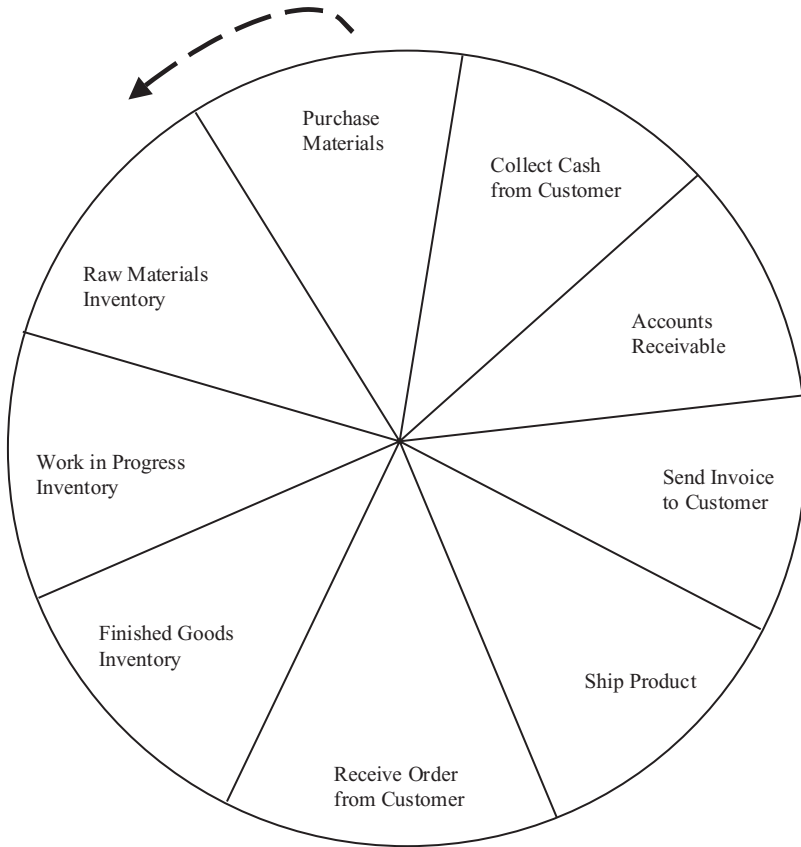 Purchase
Materials
Collect Cash
from Customer
Raw Materials
Inventory
Accounts
Receivable
Work in Progress
Inventory
Send Invoice
to Customer
Finished Goods
Inventory
Ship Product
Receive Order
from Customer